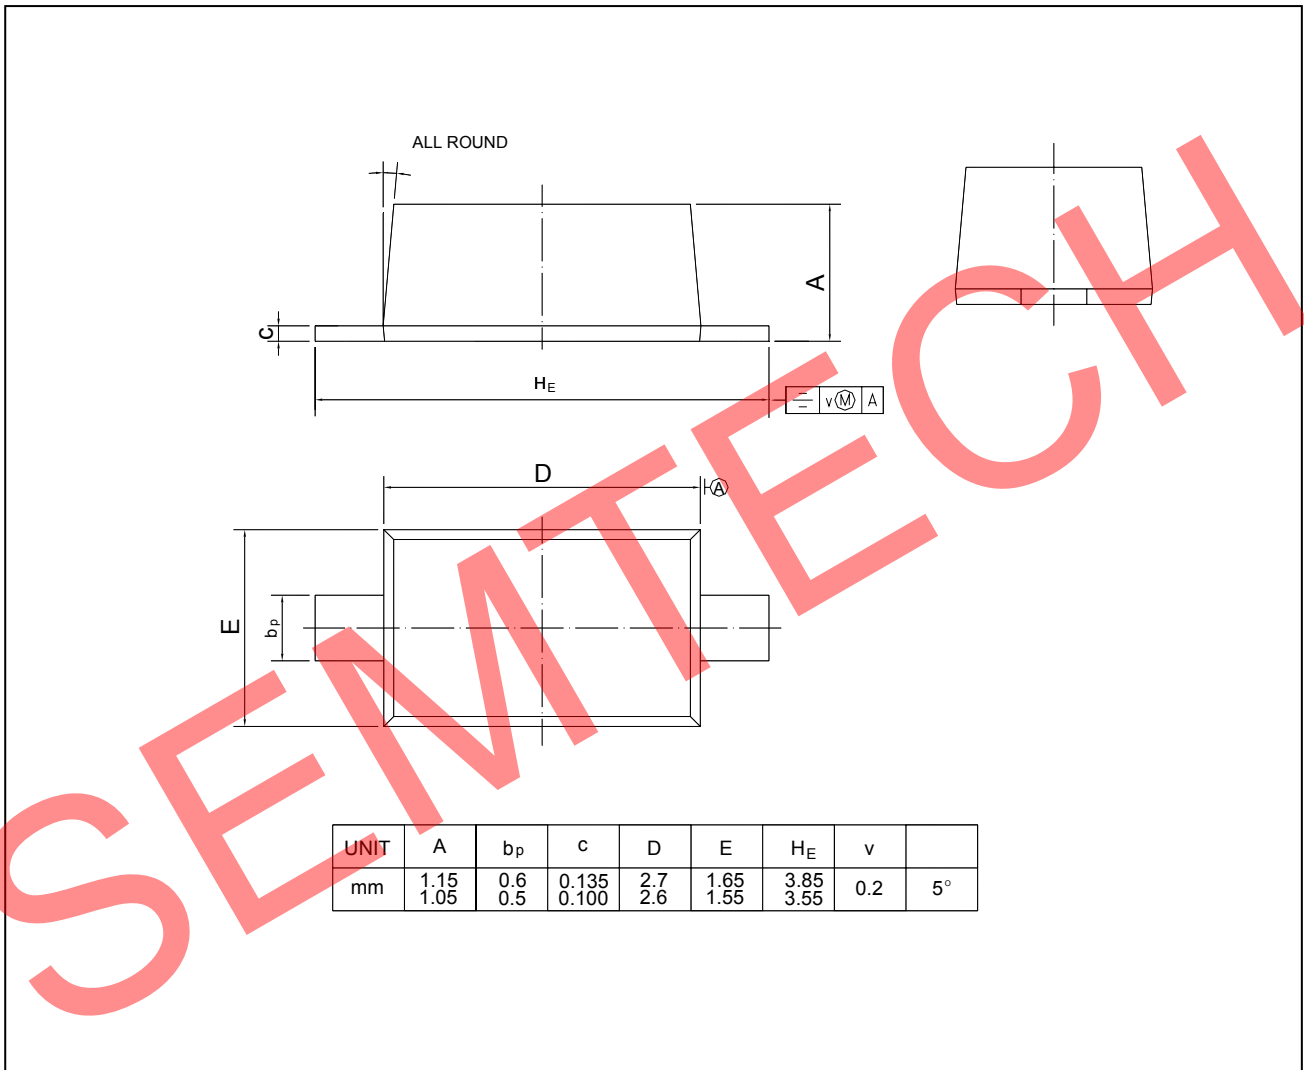 ALL ROUND
A
c
HE
v M A
D
A
E
bp
UNIT A bp c D E HE v
mm 1.15 0.6 0.135 2.7 1.65 3.85 0.2 5°
1.05 0.5 0.100 2.6 1.55 3.55
SEMTECH